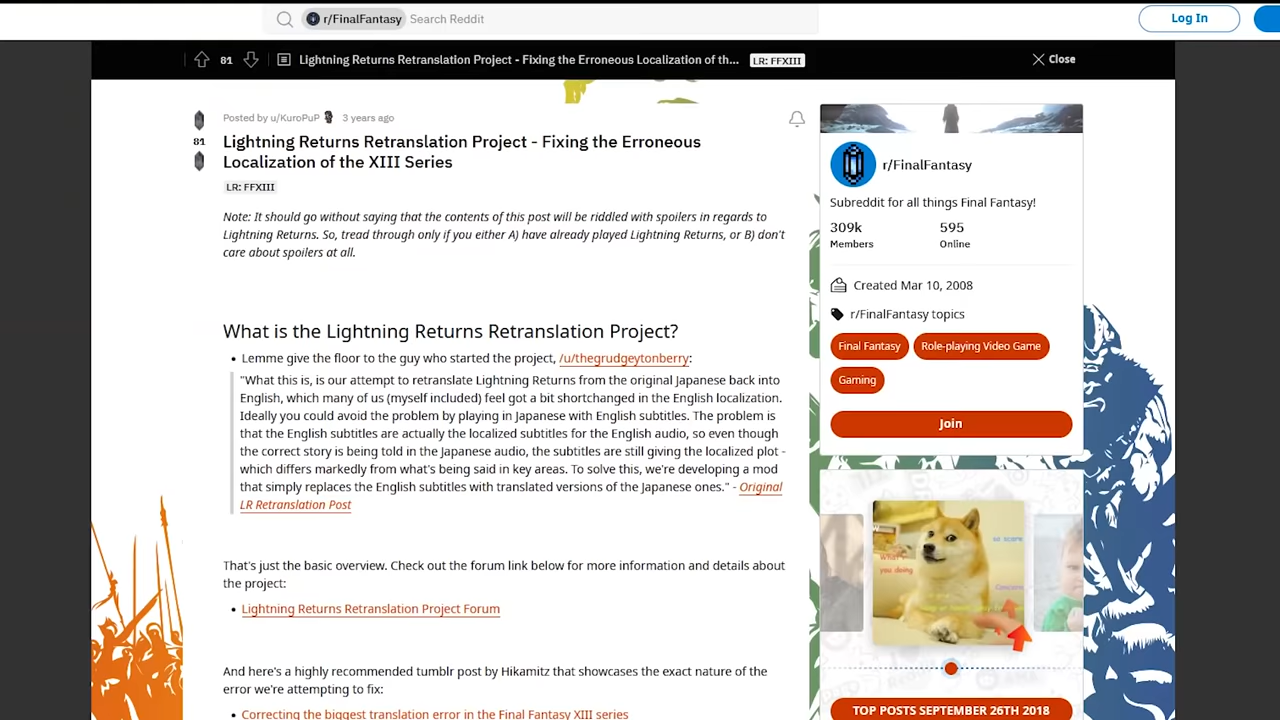 r/FinalFantasy Search Reddit
Log In
81 Lightning Returns Retranslation Project - Fixing the Erroneous Localization of th... LR: FFXIII
Close
Posted by u/KuroPuP 3 years ago
81
Lightning Returns Retranslation Project - Fixing the Erroneous
Localization of the XIII Series
LR: FFXIII
Note: It should go without saying that the contents of this post will be riddled with spoilers in regards to
Lightning Returns. So, tread through only if you either A) have already played Lightning Returns, or B) don't
care about spoilers at all.
What is the Lightning Returns Retranslation Project?
• Lemme give the floor to the guy who started the project, /u/thegrudgeytonberry:
"What this is, is our attempt to retranslate Lightning Returns from the original Japanese back into
English, which many of us (myself included) feel got a bit shortchanged in the English localization.
Ideally you could avoid the problem by playing in Japanese with English subtitles. The problem is
that the English subtitles are actually the localized subtitles for the English audio, so even though
the correct story is being told in the Japanese audio, the subtitles are still giving the localized plot -
which differs markedly from what's being said in key areas. To solve this, we're developing a mod
that simply replaces the English subtitles with translated versions of the Japanese ones." - Original
LR Retranslation Post
That's just the basic overview. Check out the forum link below for more information and details about
the project:
• Lightning Returns Retranslation Project Forum
And here's a highly recommended tumblr post by Hikamitz that showcases the exact nature of the
error we're attempting to fix:
• Correcting the biggest translation error in the Final Fantasy XIII series
r/FinalFantasy
Subreddit for all things Final Fantasy!
309k 595
Members Online
Created Mar 10, 2008
r/FinalFantasy topics
Final Fantasy Role-playing Video Game
Gaming
Join
you doing
TOP POSTS SEPTEMBER 26TH 2018